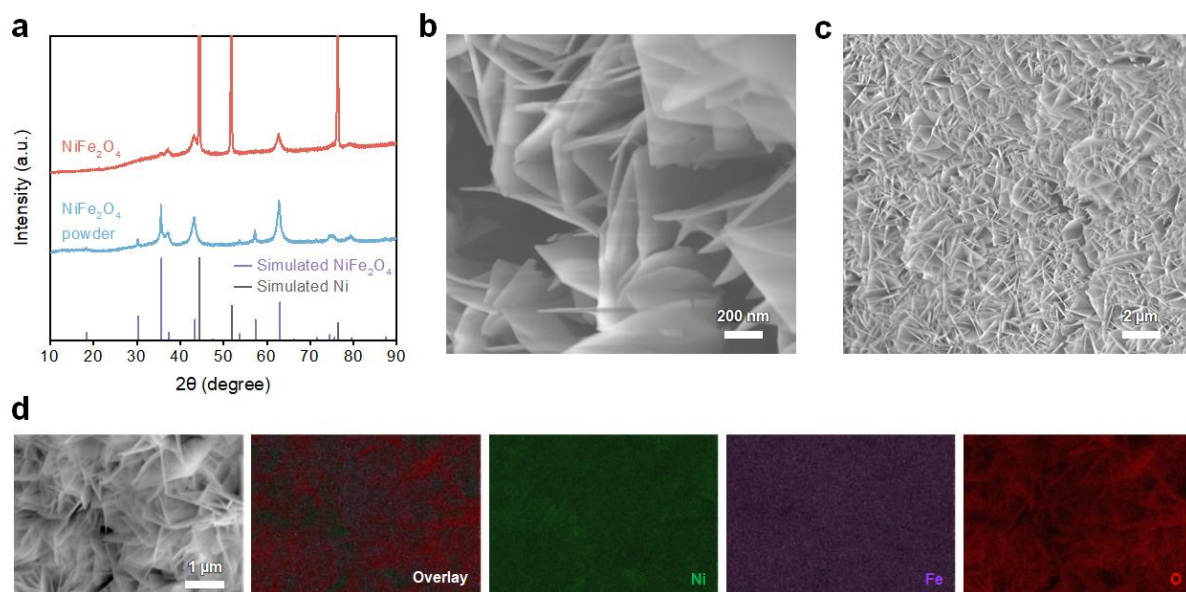 a
Intensity (a.u.)
NiFe₂O₄
NiFe₂O₄
powder
Simulated NiFe₂O₄
Simulated Ni
10 20 30 40 50 60 70 80 90
2θ (degree)
b
200 nm
c
2 µm
d
1 µm
Overlay
Ni
Fe
O